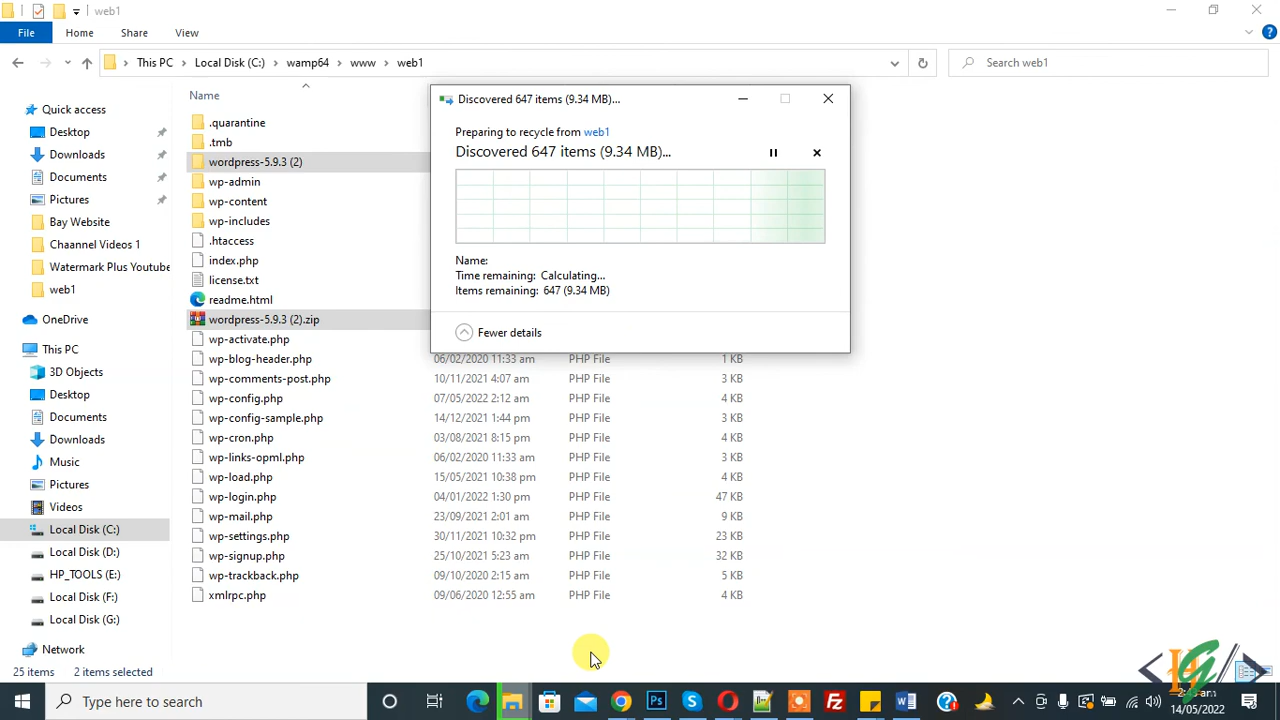 web1
File Home Share View
This PC Local Disk (C:) wamp64 www web1 Search web1
Quick access
Desktop
Downloads
Documents
Pictures
Bay Website
Chaannel Videos 1
Watermark Plus Youtube
web1
OneDrive
This PC
3D Objects
Desktop
Documents
Downloads
Music
Pictures
Videos
Local Disk (C:)
Local Disk (D:)
HP_TOOLS (E:)
Local Disk (F:)
Local Disk (G:)
Network
Name
.quarantine
.tmb
wordpress-5.9.3 (2)
wp-admin
wp-content
wp-includes
.htaccess
index.php
license.txt
readme.html
wordpress-5.9.3 (2).zip
wp-activate.php
wp-blog-header.php 06/02/2020 11:33 am PHP File 1 KB
wp-comments-post.php 10/11/2021 4:07 am PHP File 3 KB
wp-config.php 07/05/2022 2:12 am PHP File 4 KB
wp-config-sample.php 14/12/2021 1:44 pm PHP File 3 KB
wp-cron.php 03/08/2021 8:15 pm PHP File 4 KB
wp-links-opml.php 06/02/2020 11:33 am PHP File 3 KB
wp-load.php 15/05/2021 10:38 pm PHP File 4 KB
wp-login.php 04/01/2022 1:30 pm PHP File 47 KB
wp-mail.php 23/09/2021 2:01 am PHP File 9 KB
wp-settings.php 30/11/2021 10:32 pm PHP File 23 KB
wp-signup.php 25/10/2021 5:23 am PHP File 32 KB
wp-trackback.php 09/10/2020 2:15 am PHP File 5 KB
xmlrpc.php 09/06/2020 12:55 am PHP File 4 KB
Discovered 647 items (9.34 MB)...
Preparing to recycle from web1
Discovered 647 items (9.34 MB)...
Name:
Time remaining: Calculating...
Items remaining: 647 (9.34 MB)
Fewer details
25 items 2 items selected
Type here to search
14/05/2022